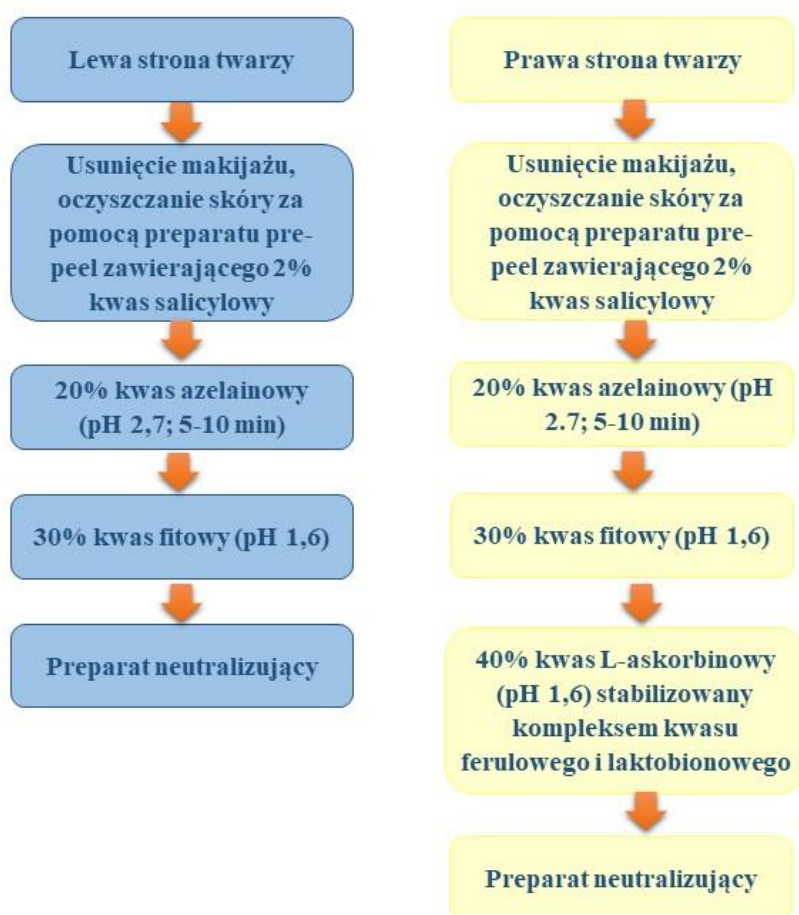 Lewa strona twarzy
Usunięcie makijażu,
oczyszczanie skóry za
pomocą preparatu pre-
peel zawierającego 2%
kwas salicylowy
20% kwas azelainowy
(pH 2,7; 5-10 min)
30% kwas fitowy (pH 1,6)
Preparat neutralizujący
Prawa strona twarzy
Usunięcie makijażu,
oczyszczanie skóry za
pomocą preparatu pre-
peel zawierającego 2%
kwas salicylowy
20% kwas azelainowy (pH
2.7; 5-10 min)
30% kwas fitowy (pH 1,6)
40% kwas L-askorbinowy
(pH 1,6) stabilizowany
kompleksem kwasu
ferulowego i laktobionowego
Preparat neutralizujący